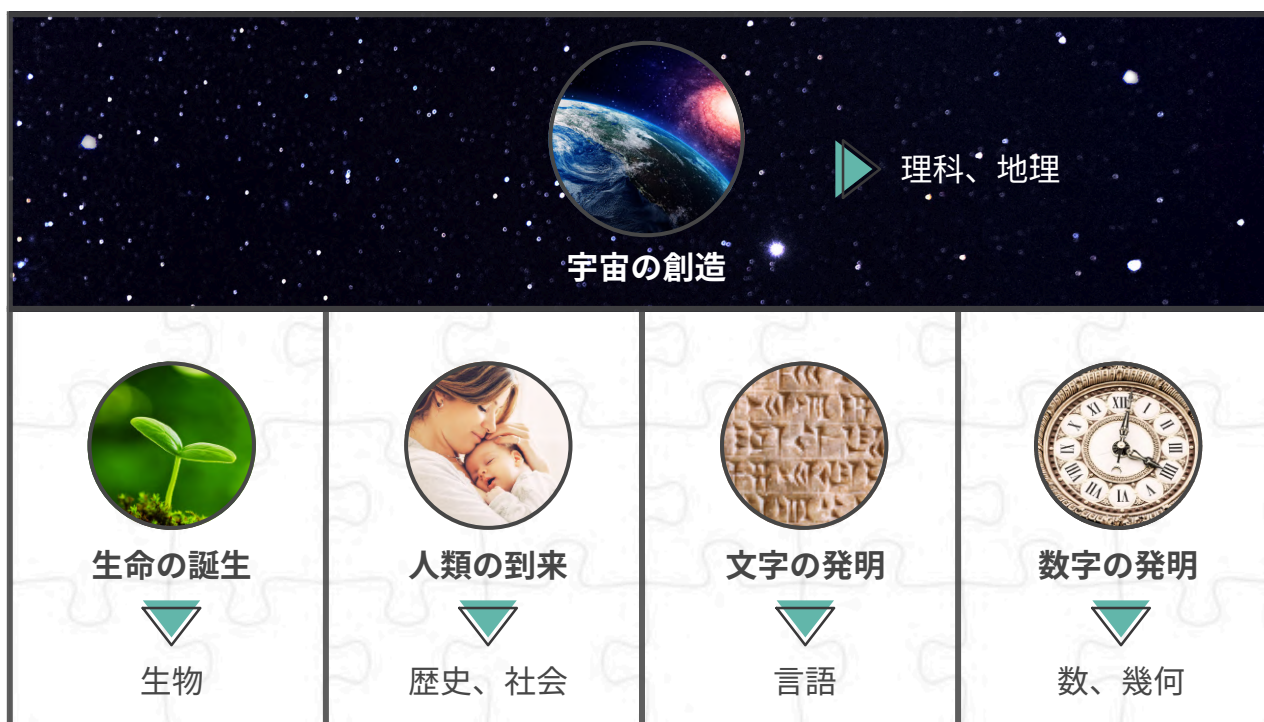 理科、地理
宇宙の創造
生命の誕生
生物
人類の到来
歴史、社会
文字の発明
言語
数字の発明
数、幾何